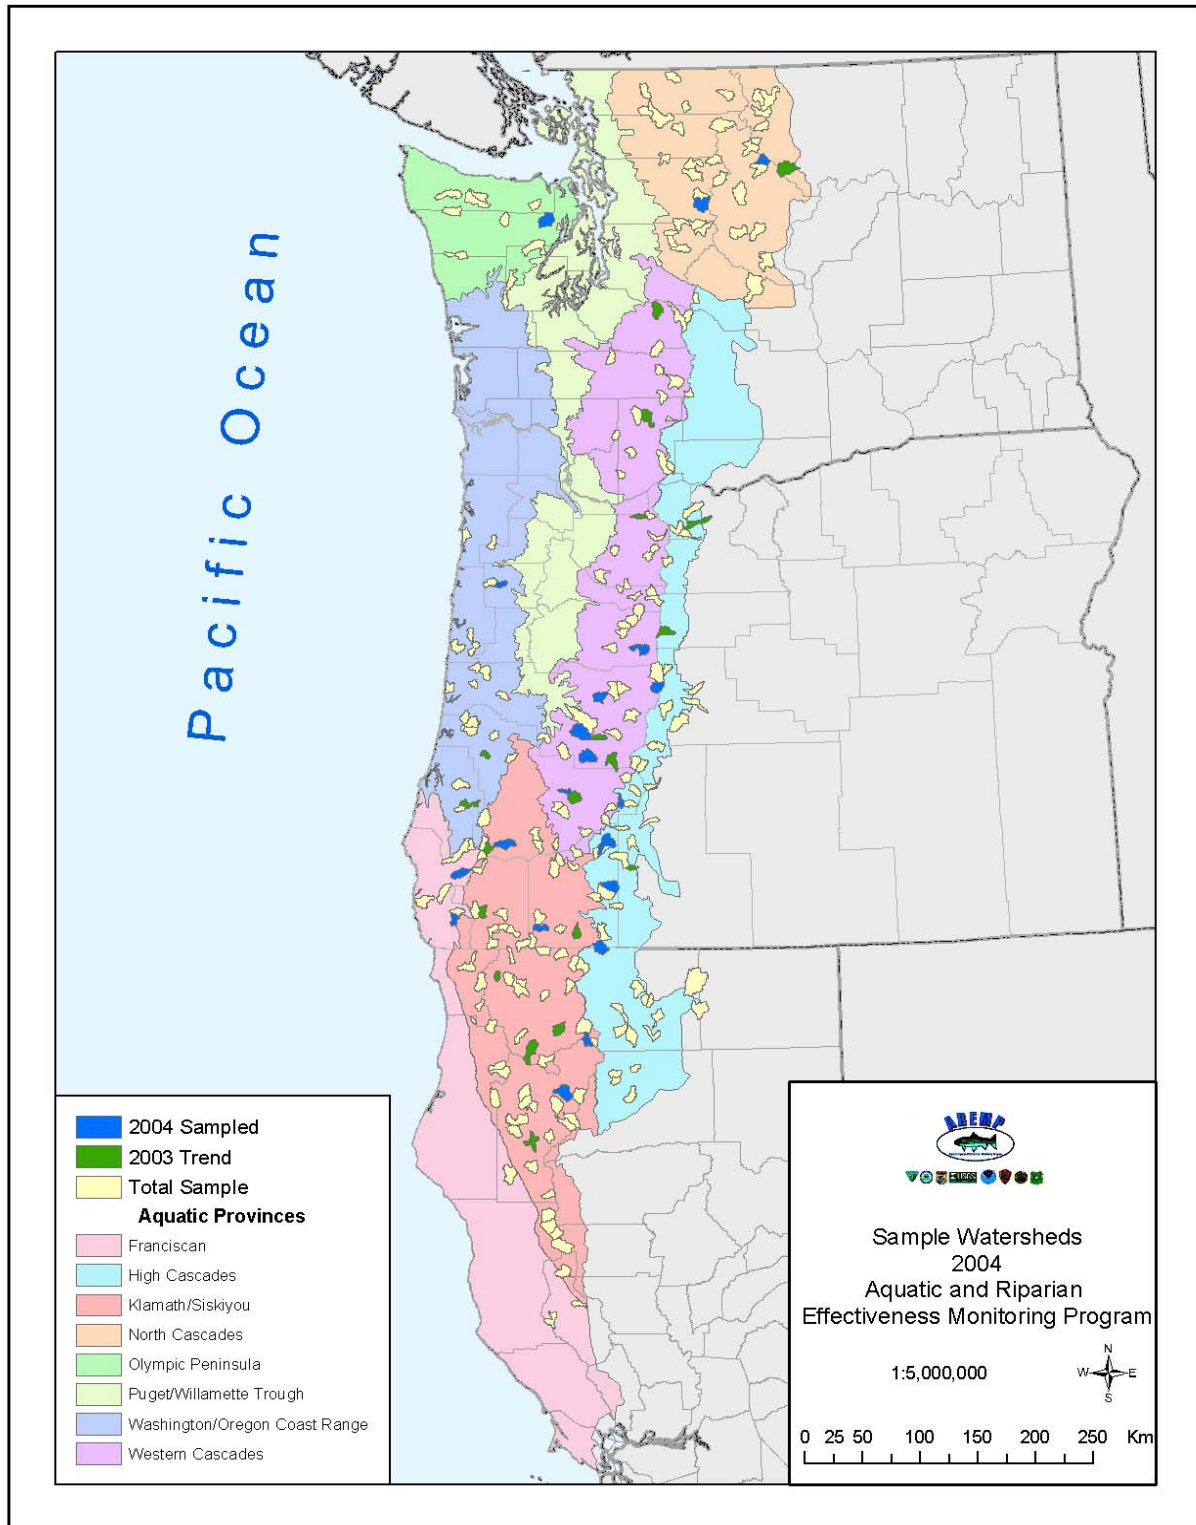 Pacific Ocean
2004 Sampled
2003 Trend
Total Sample
Aquatic Provinces
Franciscan
High Cascades
Klamath/Siskiyou
North Cascades
Olympic Peninsula
Puget/Willamette Trough
Washington/Oregon Coast Range
Western Cascades
AREMP
USGS
Sample Watersheds
2004
Aquatic and Riparian
Effectiveness Monitoring Program
1:5,000,000
N
W E
S
0 25 50 100 150 200 250 Km